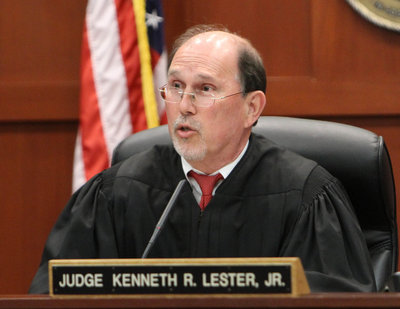 JUDGE KENNETH R. LESTER, JR.